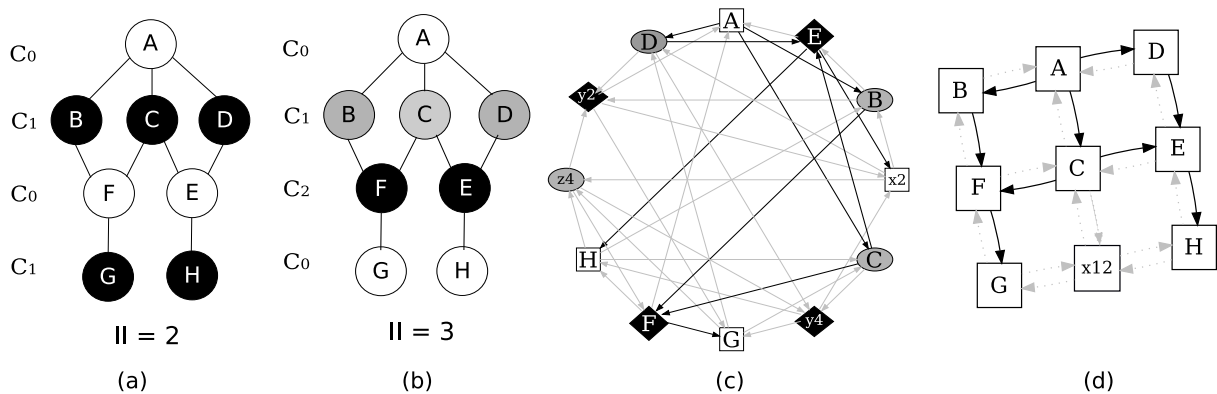 C0
A
C1
B C D
C0
F E
C1
G H
II = 2
(a)
C0
A
C1
B C D
C2
F E
C0
G H
II = 3
(b)
A
D E
y2 B
z4 x2
H C
F y4
G
(c)
D
A
B
E
C
F
H
x12
G
(d)